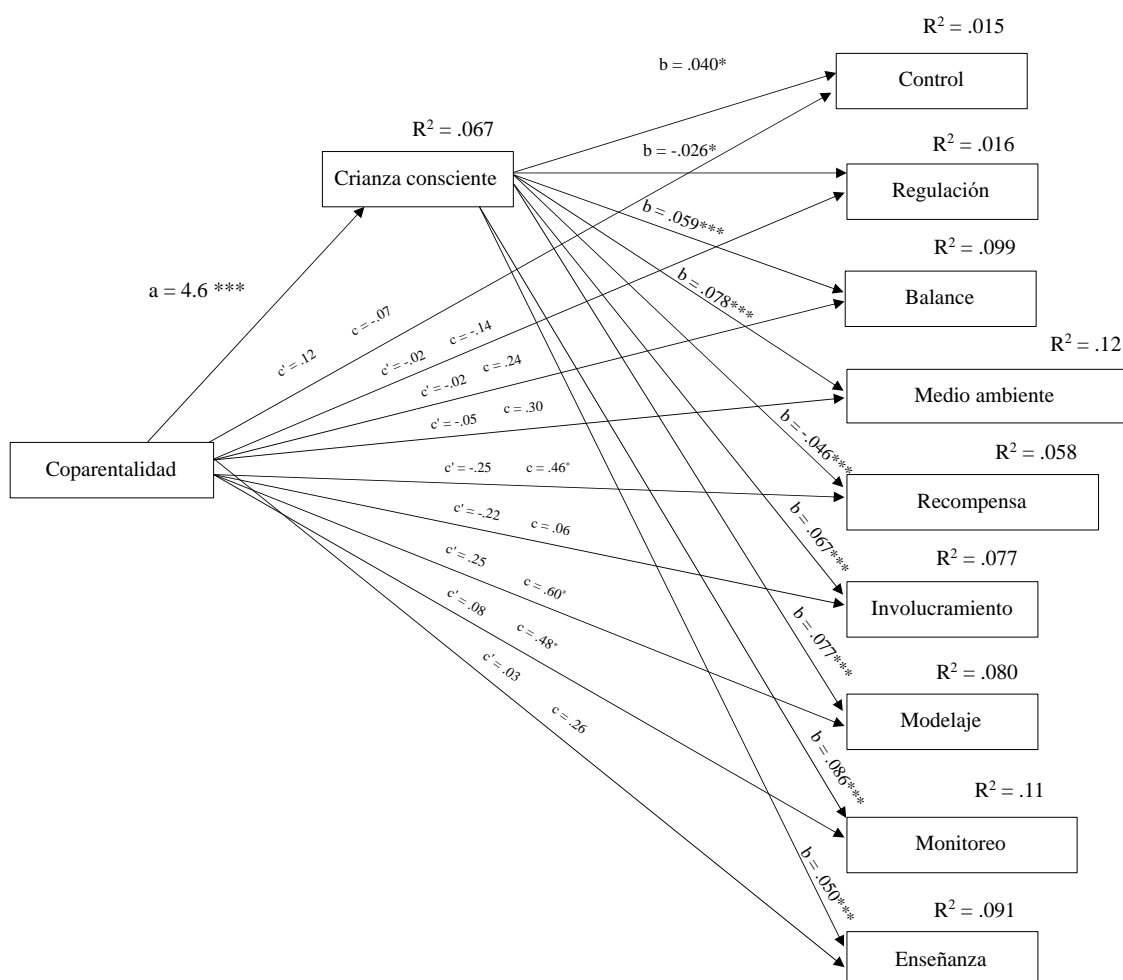 R² = .015
b = .040*
Control
R² = .067
b = -.026*
R² = .016
Crianza consciente
Regulación
b = .059***
R² = .099
a = 4.6 ***
b = .078***
Balance
c' = .12 c = -.07
c' = -.02 c = -.14
R² = .12
c' = -.02 c = .24
Medio ambiente
c' = -.05 c = .30
b = -.046***
R² = .058
Coparentalidad
c' = -.25 c = .46*
Recompensa
c' = -.22 c = .06
b = .067***
R² = .077
c' = .25 c = .60*
Involucramiento
c' = .08 c = .48*
b = .077***
R² = .080
c' = .03 c = .26
Modelaje
b = .086***
R² = .11
Monitoreo
b = .050***
R² = .091
Enseñanza